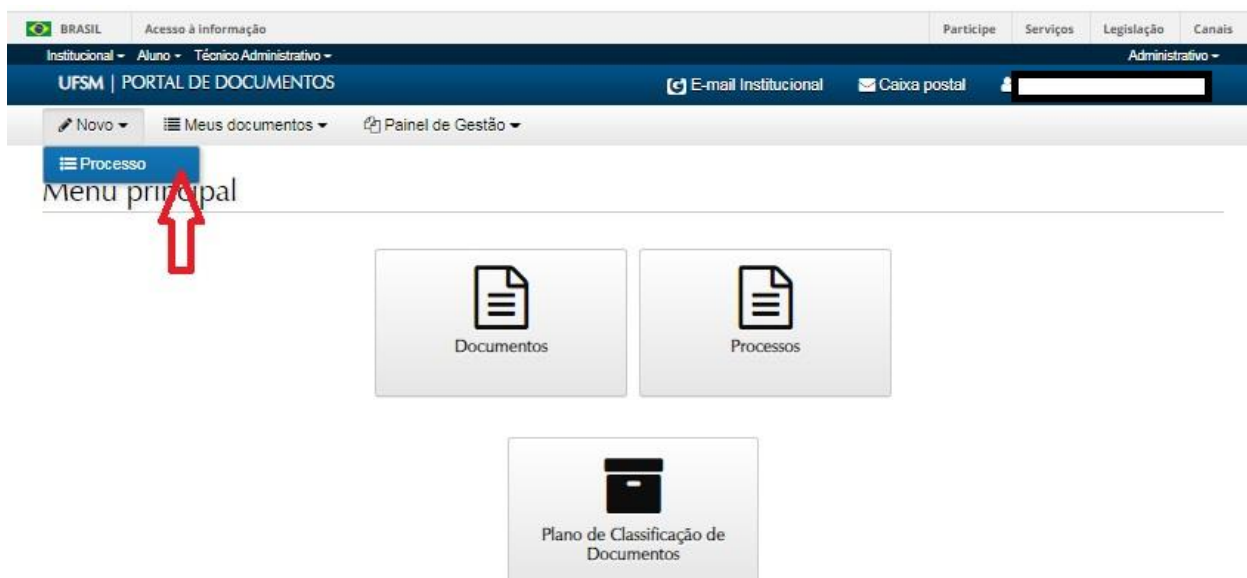 BRASIL Acesso à informação Participe Serviços Legislação Canais
Institucional Aluno Técnico Administrativo Administrativo
UFSM | PORTAL DE DOCUMENTOS E-mail Institucional Caixa postal
Novo Meus documentos Painel de Gestão
Processo
Menu principal
Documentos Processos
Plano de Classificação de
Documentos